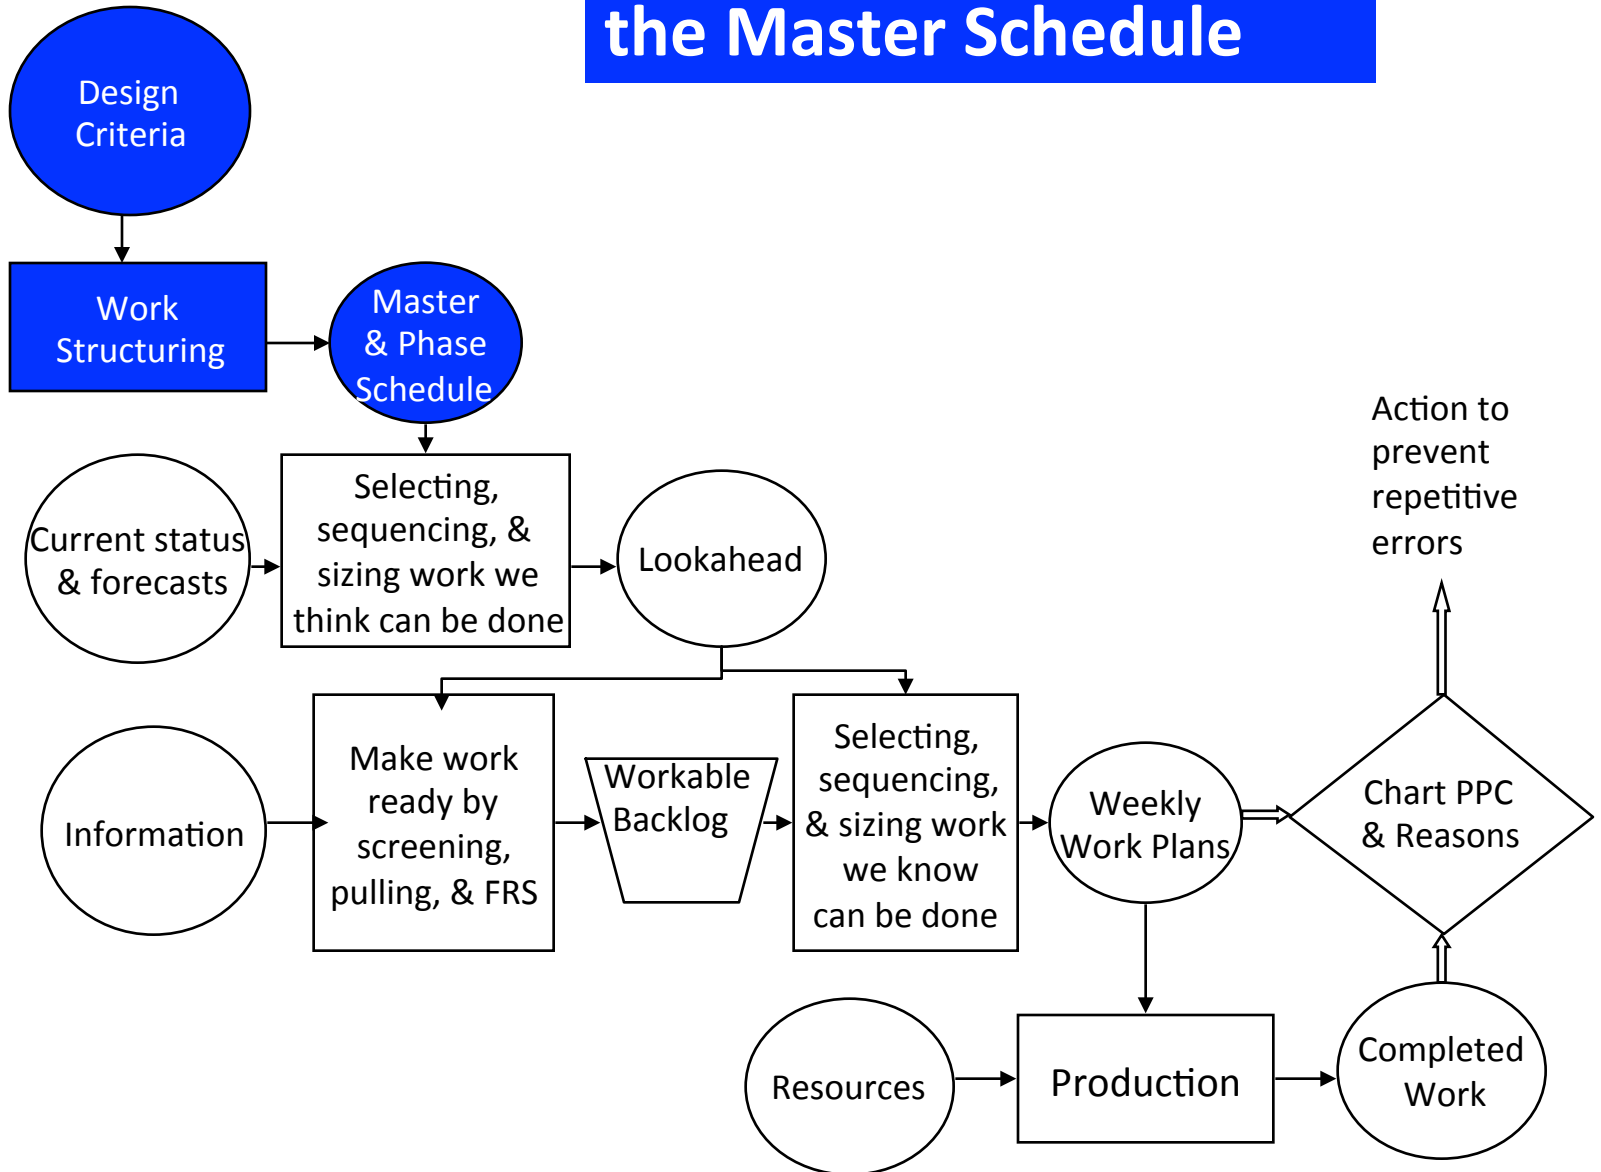 the Master Schedule
Design
Criteria
Work
Structuring
Master
& Phase
Schedule
Current status
& forecasts
Selecting,
sequencing, &
sizing work we
think can be done
Lookahead
Action to
prevent
repetitive
errors
Information
Make work
ready by
screening,
pulling, & FRS
Workable
Backlog
Selecting,
sequencing,
& sizing work
we know
can be done
Weekly
Work Plans
Chart PPC
& Reasons
Resources
Production
Completed
Work